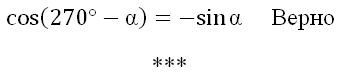 cos(270° − α) = −sin α Верно
***